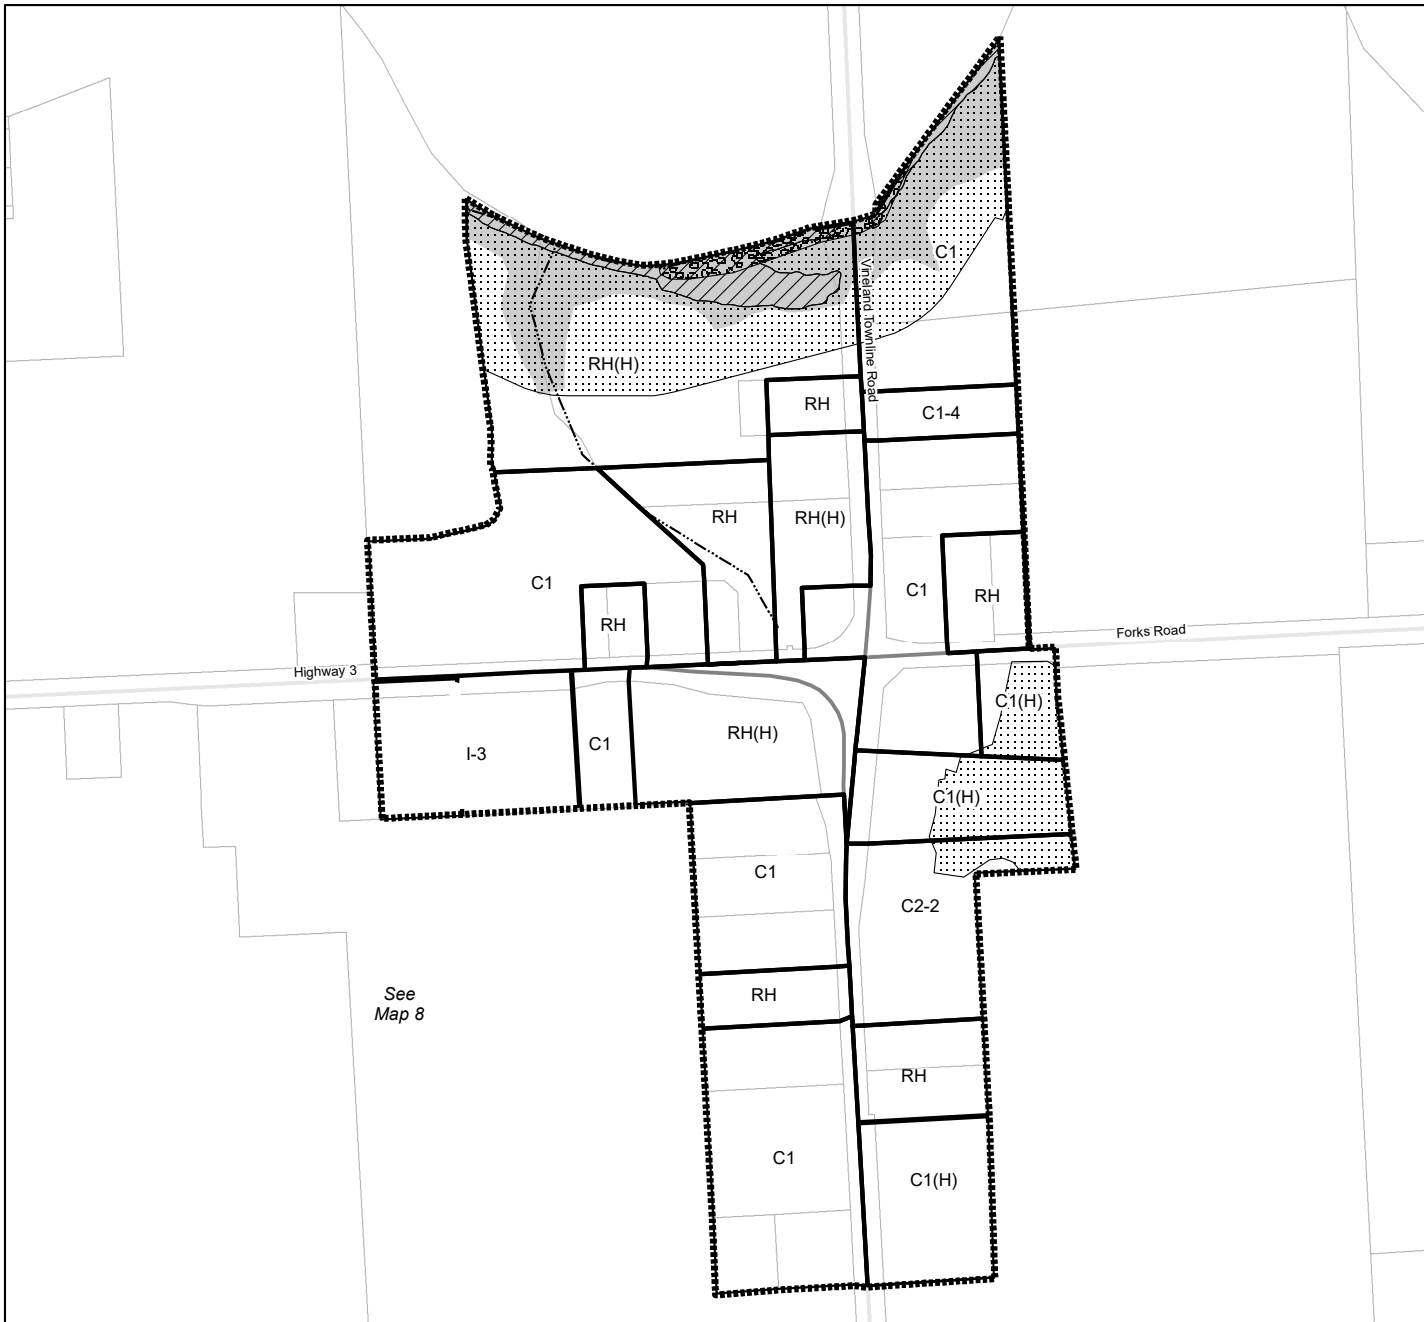 C1
Vineland Townline Road
RH(H)
RH
C1-4
RH
RH(H)
C1
C1
RH
RH
Forks Road
Highway 3
C1(H)
RH(H)
C1
I-3
C1(H)
C1
C2-2
See
Map 8
RH
RH
C1
C1(H)